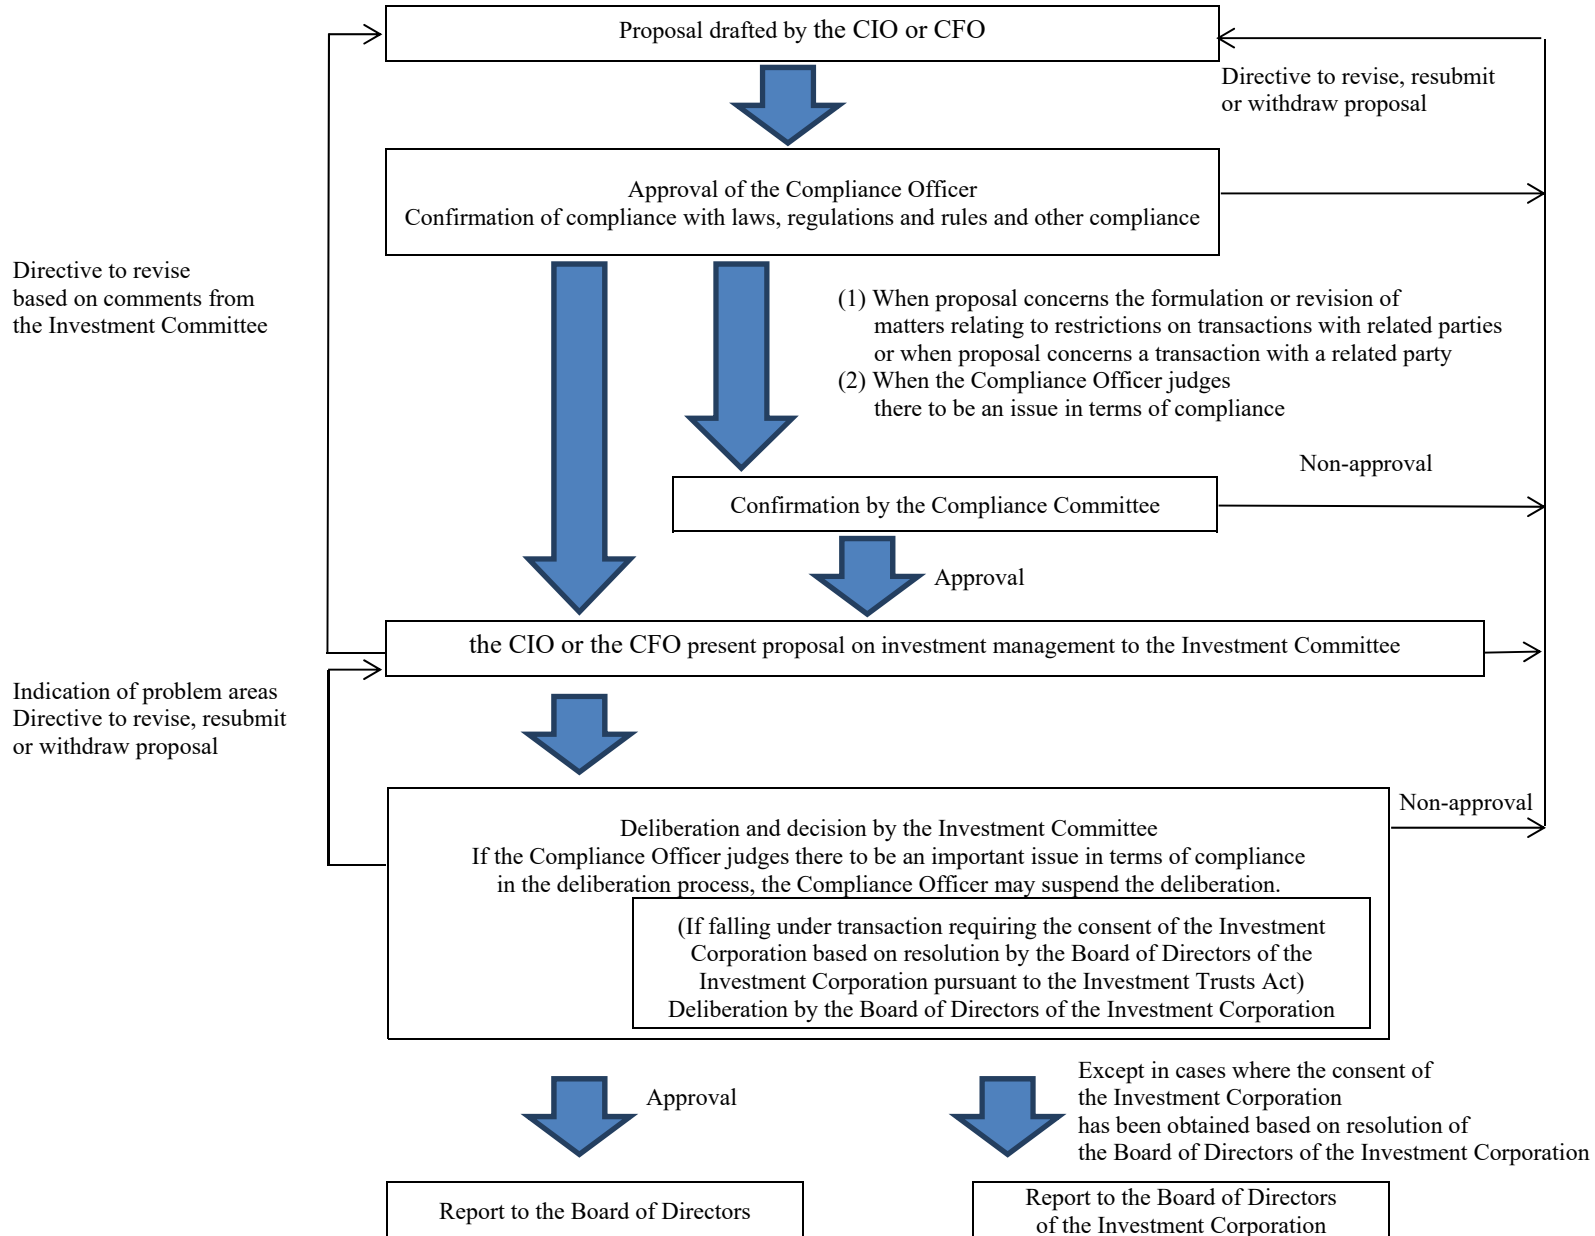 Proposal drafted by the CIO or CFO
Directive to revise, resubmit
or withdraw proposal
Approval of the Compliance Officer
Confirmation of compliance with laws, regulations and rules and other compliance
Directive to revise
based on comments from
the Investment Committee
(1) When proposal concerns the formulation or revision of
matters relating to restrictions on transactions with related parties
or when proposal concerns a transaction with a related party
(2) When the Compliance Officer judges
there to be an issue in terms of compliance
Non-approval
Confirmation by the Compliance Committee
Approval
the CIO or the CFO present proposal on investment management to the Investment Committee
Indication of problem areas
Directive to revise, resubmit
or withdraw proposal
Non-approval
Deliberation and decision by the Investment Committee
If the Compliance Officer judges there to be an important issue in terms of compliance
in the deliberation process, the Compliance Officer may suspend the deliberation.
(If falling under transaction requiring the consent of the Investment
Corporation based on resolution by the Board of Directors of the
Investment Corporation pursuant to the Investment Trusts Act)
Deliberation by the Board of Directors of the Investment Corporation
Approval
Except in cases where the consent of
the Investment Corporation
has been obtained based on resolution of
the Board of Directors of the Investment Corporation
Report to the Board of Directors
Report to the Board of Directors
of the Investment Corporation